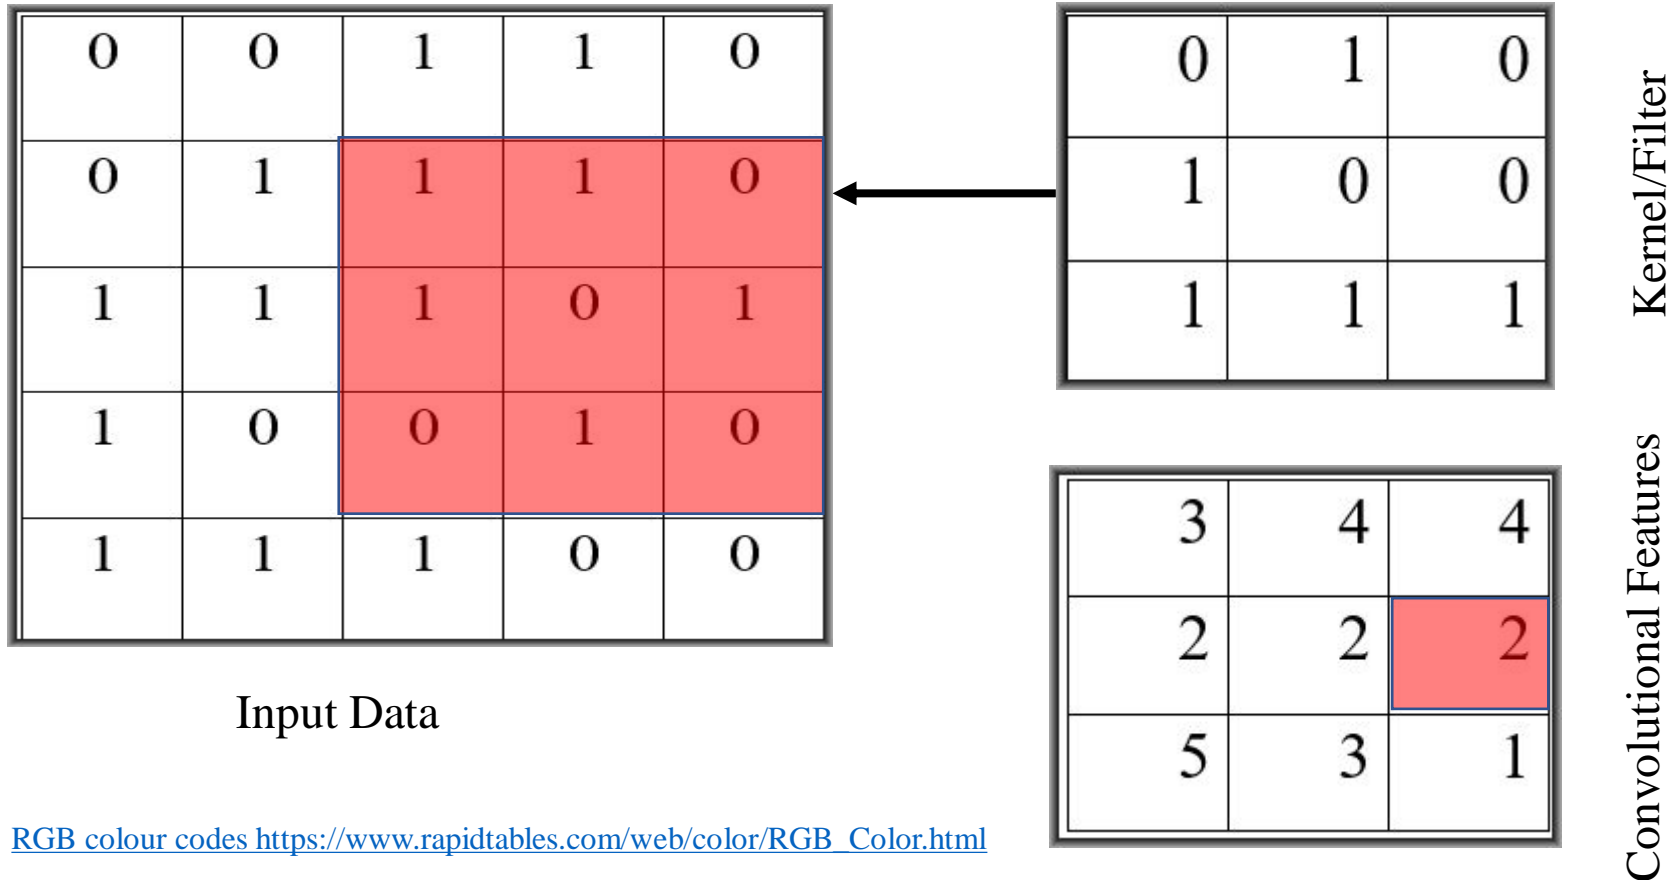 0 0 1 1 0
0 1 1 1 0
1 1 1 0 1
1 0 0 1 0
1 1 1 0 0
Input Data
0 1 0
1 0 0
1 1 1
Kernel/Filter
3 4 4
2 2 2
5 3 1
Convolutional Features
RGB colour codes https://www.rapidtables.com/web/color/RGB_Color.html